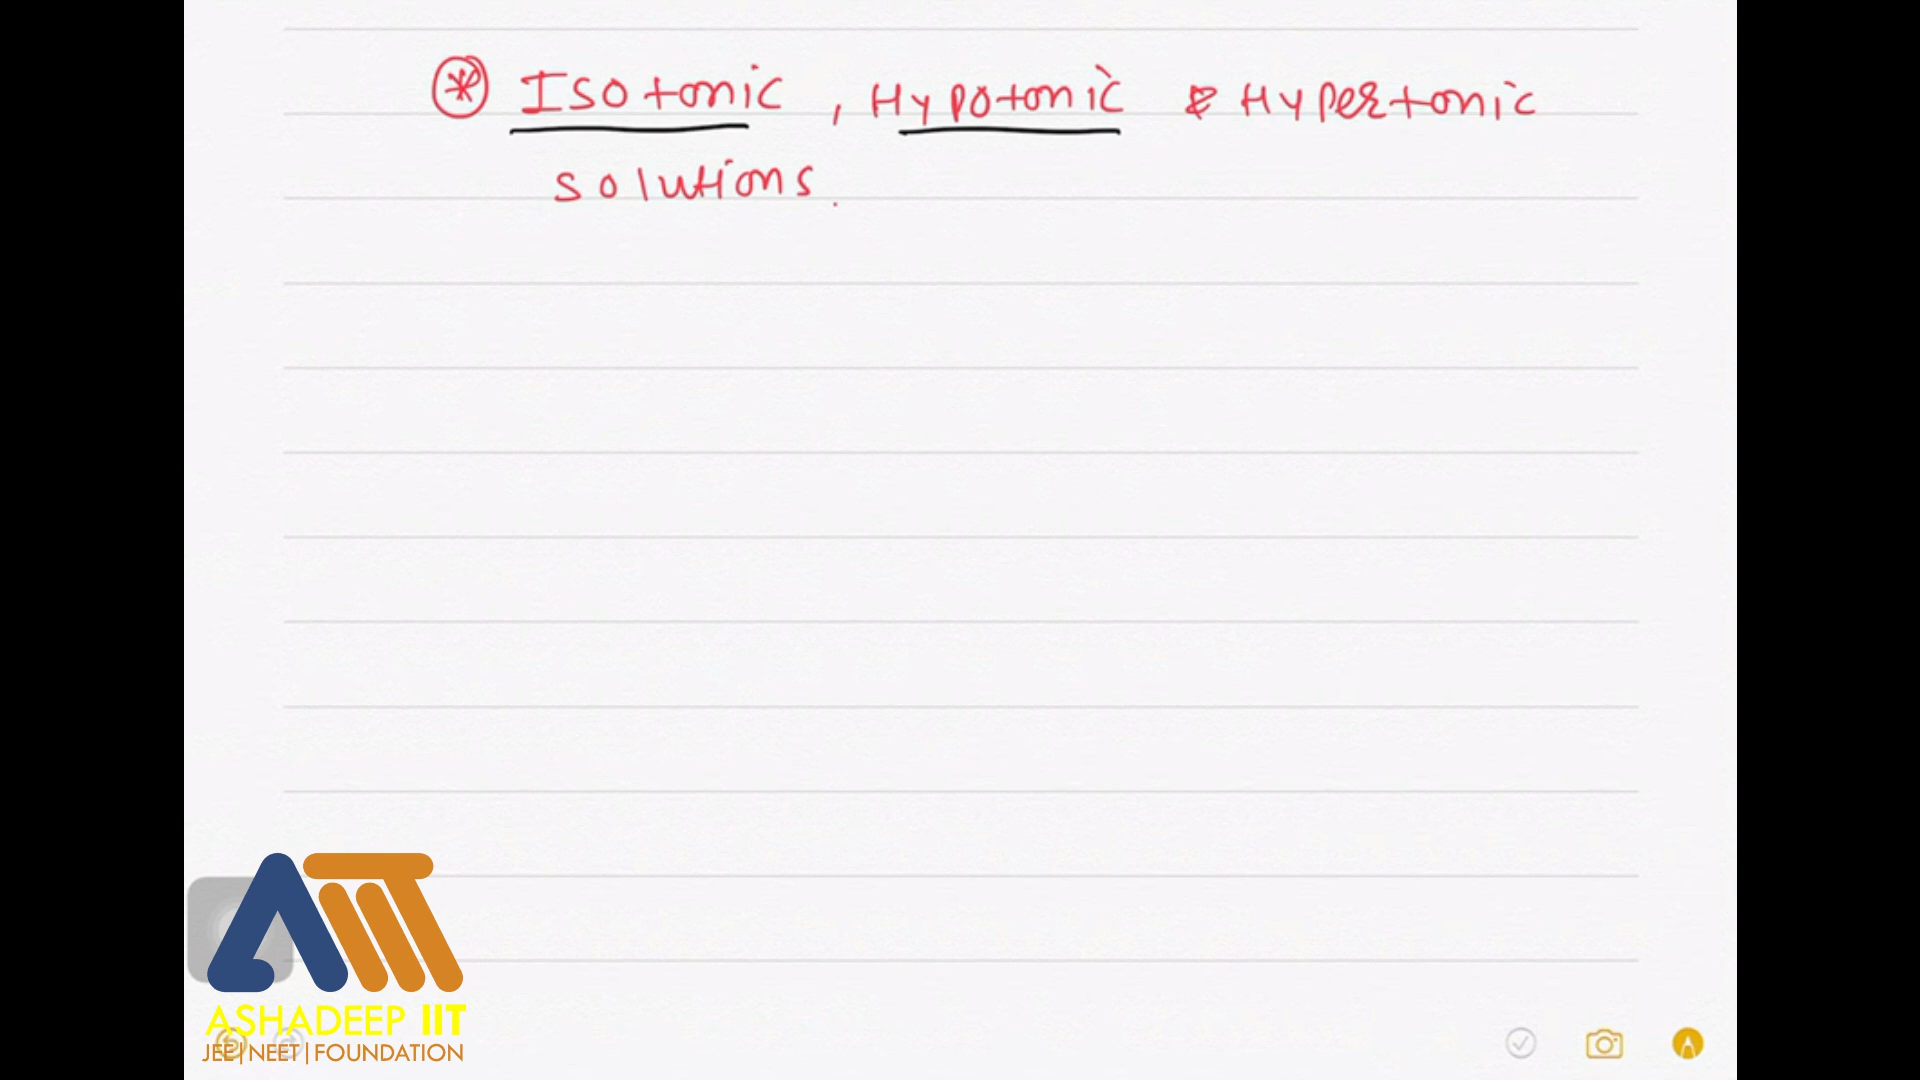 * Isotonic , Hypotonic & Hypertonic
solutions.
ASHADEEP IIT
JEE|NEET|FOUNDATION